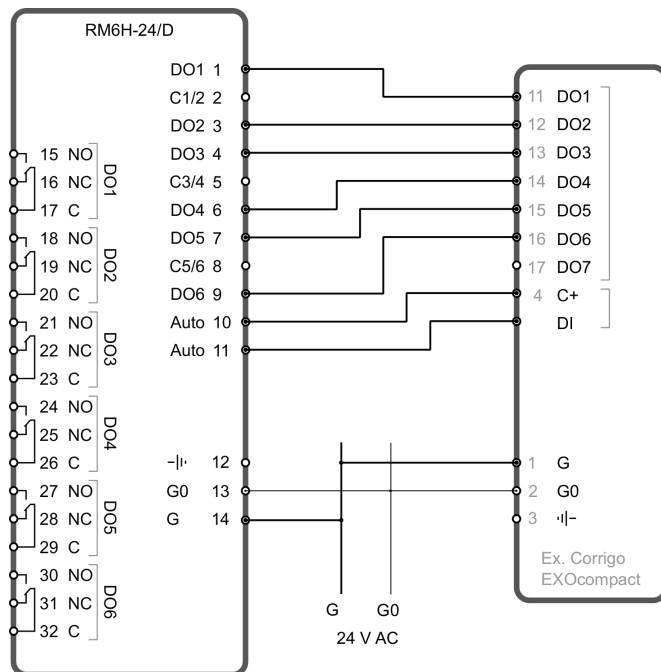 RM6H-24/D
DO1 1
C1/2 2
DO2 3
DO3 4
C3/4 5
DO4 6
DO5 7
C5/6 8
DO6 9
Auto 10
Auto 11
12
G0 13
G 14
15 NO
16 NC
17 C
DO1
18 NO
19 NC
20 C
DO2
21 NO
22 NC
23 C
DO3
24 NO
25 NC
26 C
DO4
27 NO
28 NC
29 C
DO5
30 NO
31 NC
32 C
DO6
11 DO1
12 DO2
13 DO3
14 DO4
15 DO5
16 DO6
17 DO7
4 C+
DI
1 G
2 G0
3
Ex. Corrigo
EXOcompact
G G0
24 V AC